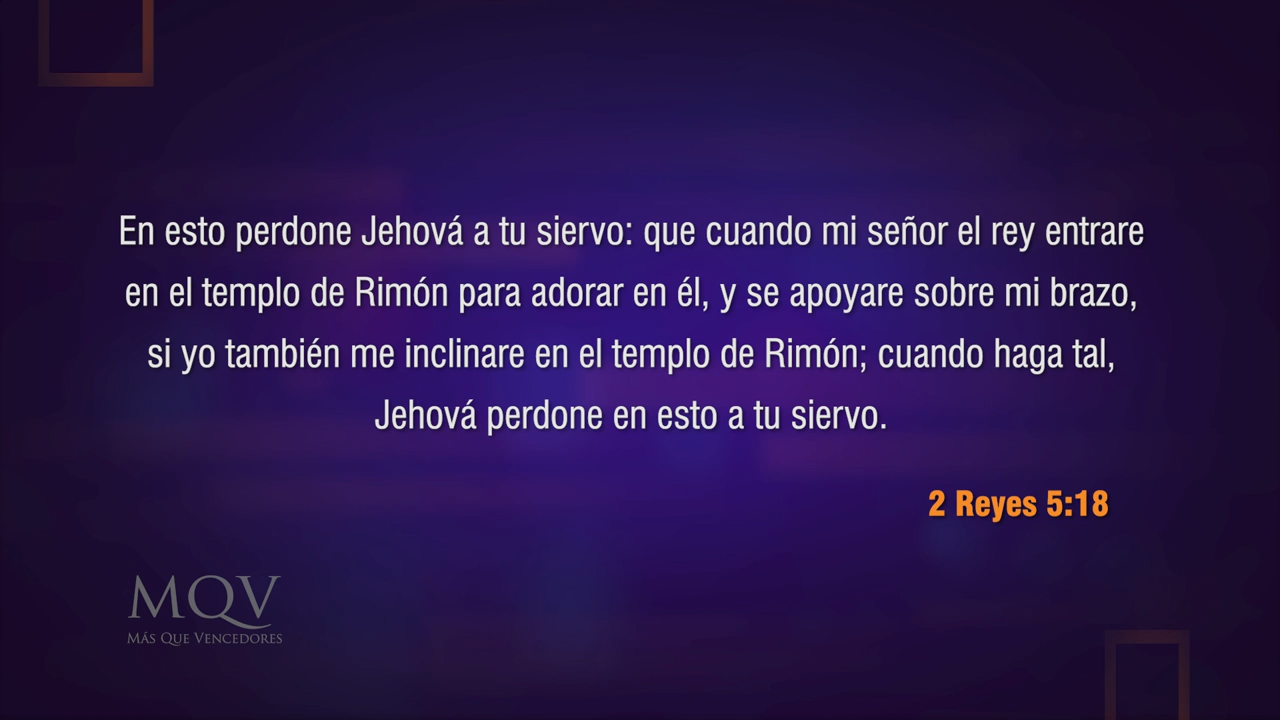 En esto perdone Jehová a tu siervo: que cuando mi señor el rey entrare
en el templo de Rimón para adorar en él, y se apoyare sobre mi brazo,
si yo también me inclinare en el templo de Rimón; cuando haga tal,
Jehová perdone en esto a tu siervo.
2 Reyes 5:18
MQV
Más Que Vencedores